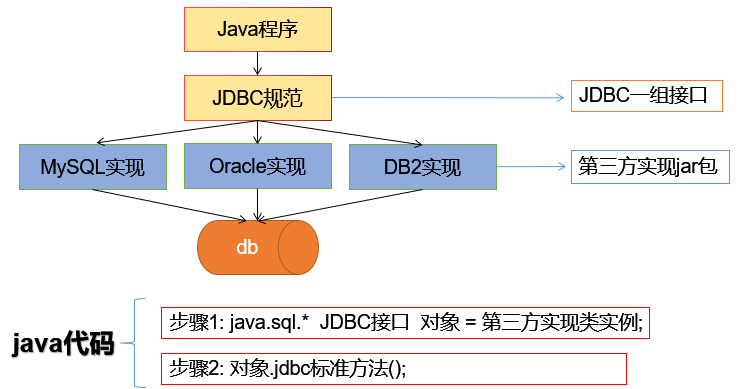 Java程序
JDBC规范
JDBC一组接口
MySQL实现
Oracle实现
DB2实现
第三方实现jar包
db
java代码
步骤1: java.sql.* JDBC接口 对象 = 第三方实现类实例;
步骤2: 对象.jdbc标准方法();